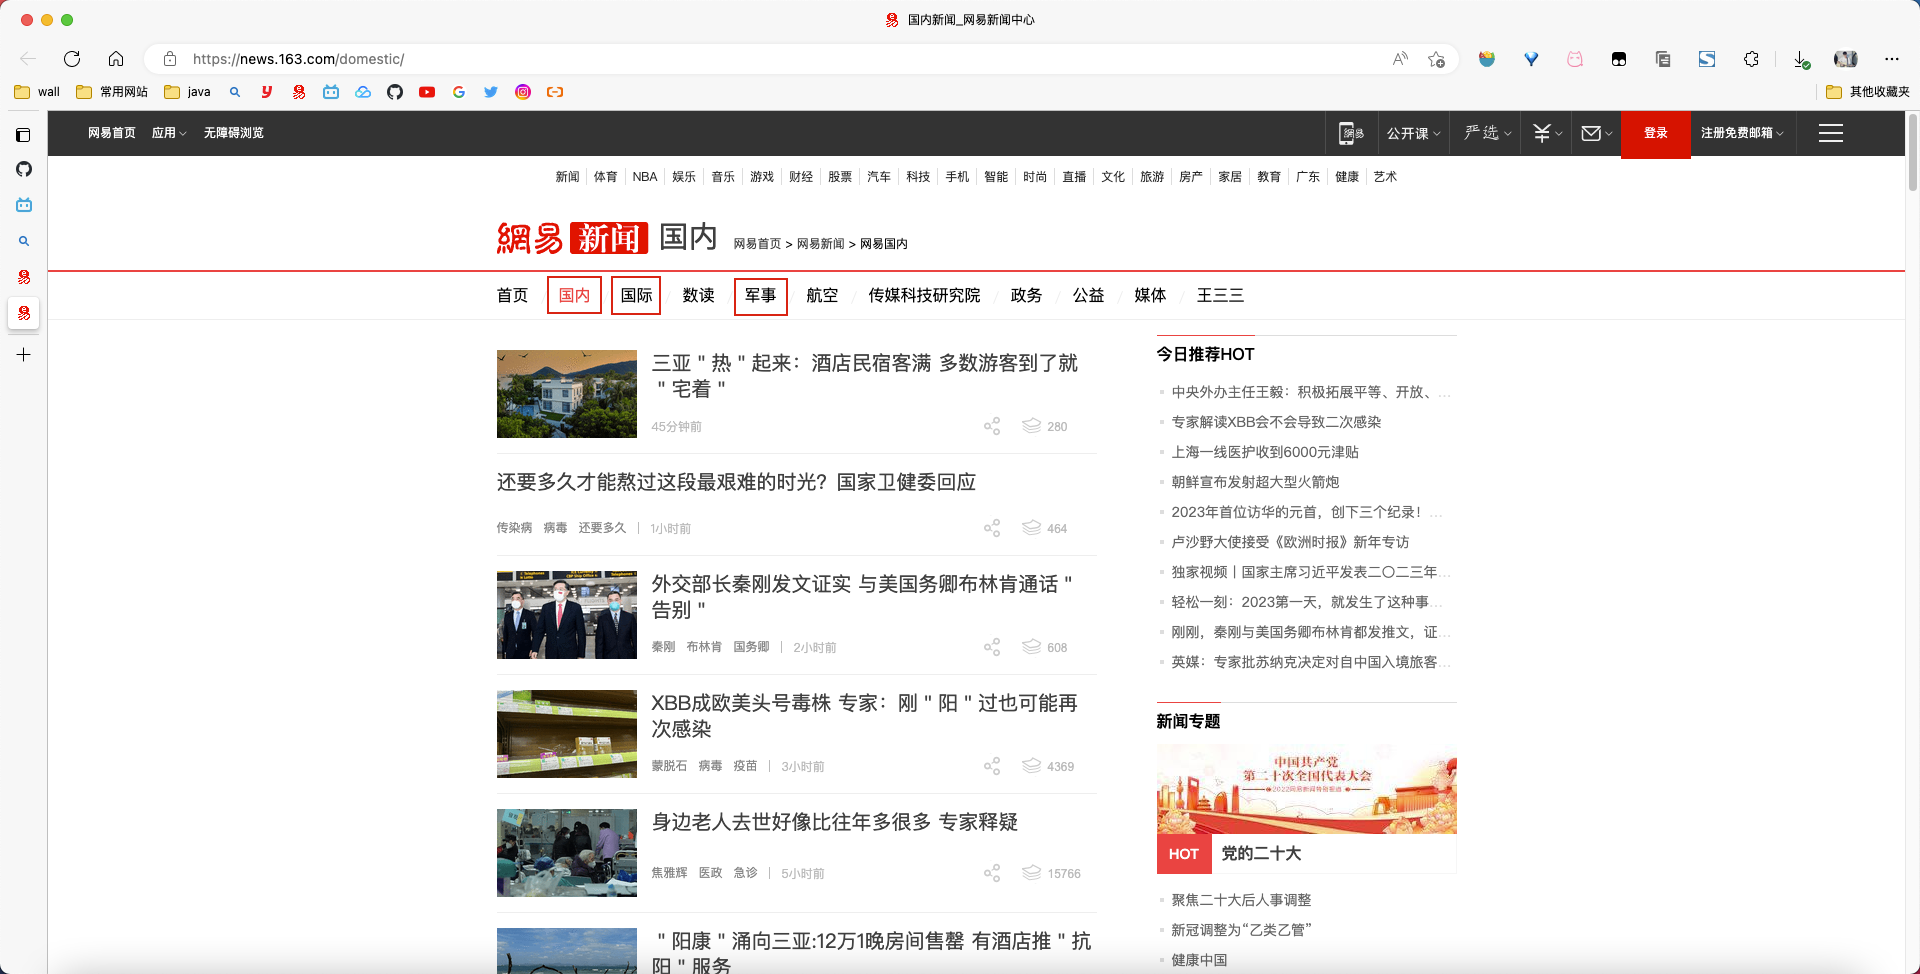 国内新闻_网易新闻中心
https://news.163.com/domestic/
wall 常用网站 java 其他收藏夹
网易首页 应用 无障碍浏览 公开课 严选 登录 注册免费邮箱
新闻 体育 NBA 娱乐 音乐 游戏 财经 股票 汽车 科技 手机 智能 时尚 直播 文化 旅游 房产 家居 教育 广东 健康 艺术
網易 新闻 国内 网易首页 > 网易新闻 > 网易国内
首页 国内 国际 数读 军事 航空 传媒科技研究院 政务 公益 媒体 王三三
三亚＂热＂起来：酒店民宿客满 多数游客到了就
＂宅着＂
45分钟前 280
还要多久才能熬过这段最艰难的时光？国家卫健委回应
传染病 病毒 还要多久 | 1小时前 464
外交部长秦刚发文证实 与美国务卿布林肯通话＂
告别＂
秦刚 布林肯 国务卿 | 2小时前 608
XBB成欧美头号毒株 专家：刚＂阳＂过也可能再
次感染
蒙脱石 病毒 疫苗 | 3小时前 4369
身边老人去世好像比往年多很多 专家释疑
焦雅辉 医政 急诊 | 5小时前 15766
＂阳康＂涌向三亚:12万1晚房间售罄 有酒店推＂抗
阳＂服务
今日推荐HOT
中央外办主任王毅：积极拓展平等、开放、...
专家解读XBB会不会导致二次感染
上海一线医护收到6000元津贴
朝鲜宣布发射超大型火箭炮
2023年首位访华的元首，创下三个纪录！...
卢沙野大使接受《欧洲时报》新年专访
独家视频丨国家主席习近平发表二〇二三年...
轻松一刻：2023第一天，就发生了这种事...
刚刚，秦刚与美国务卿布林肯都发推文，证...
英媒：专家批苏纳克决定对自中国入境旅客...
新闻专题
中国共产党
第二十次全国代表大会
2022网易新闻特别报道
HOT 党的二十大
聚焦二十大后人事调整
新冠调整为“乙类乙管”
健康中国